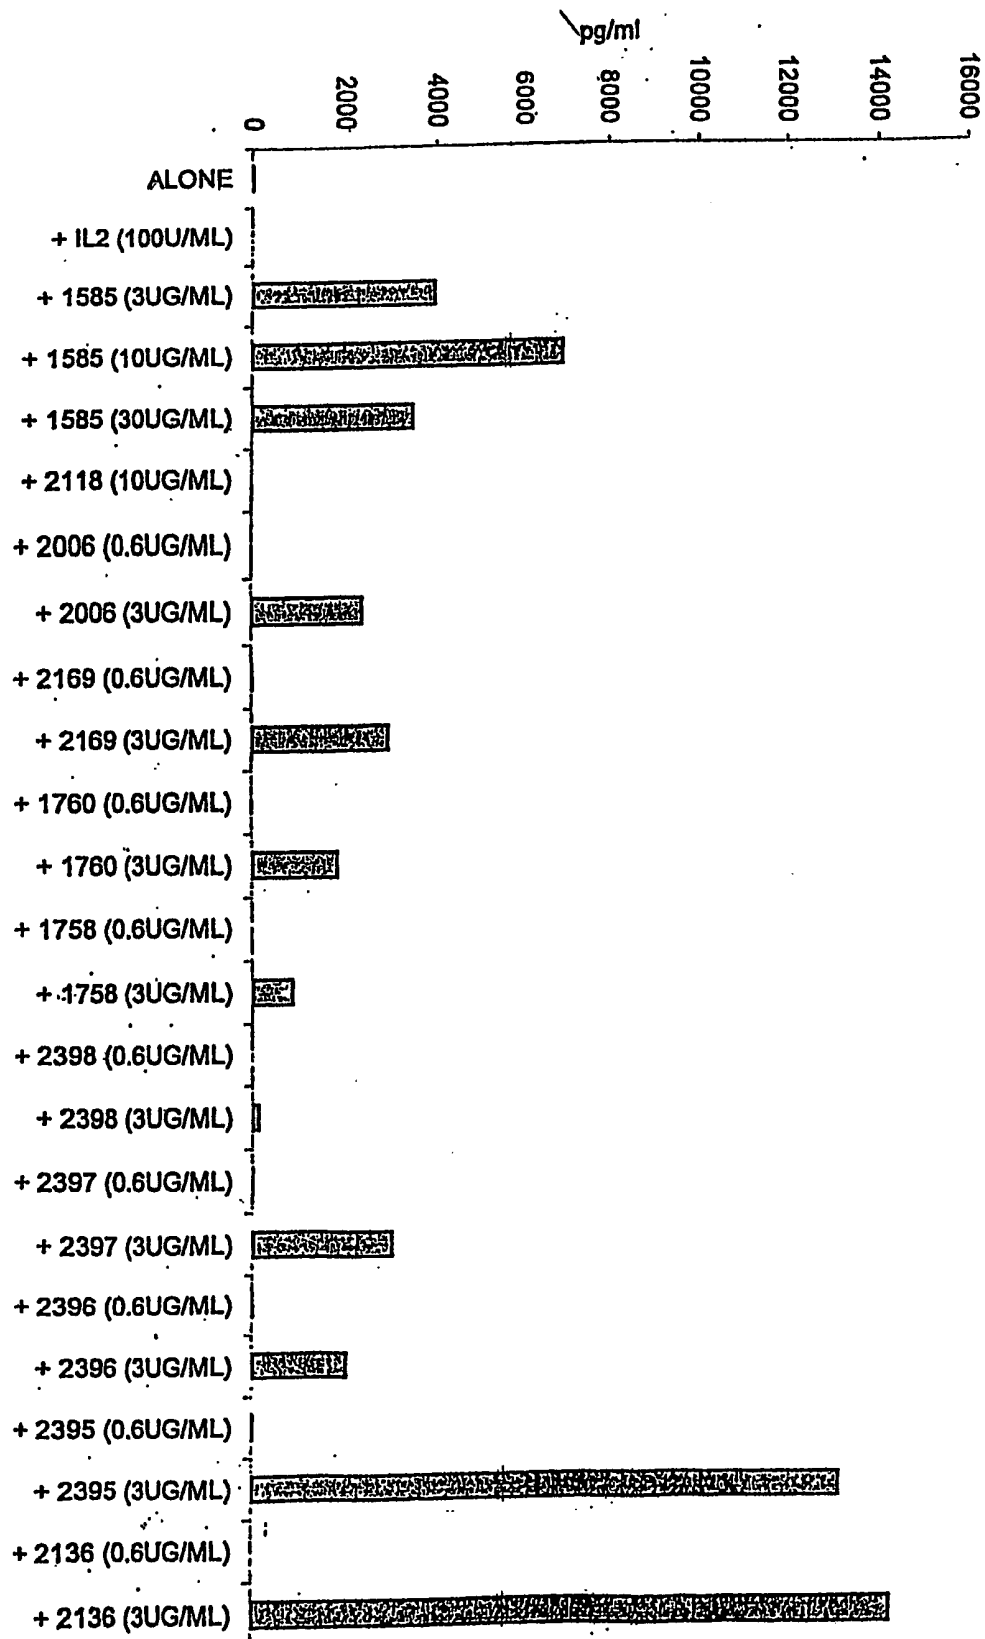 pg/ml
0
2000
4000
6000
8000
10000
12000
14000
16000
ALONE
+ IL2 (100U/ML)
+ 1585 (3UG/ML)
+ 1585 (10UG/ML)
+ 1585 (30UG/ML)
+ 2118 (10UG/ML)
+ 2006 (0.6UG/ML)
+ 2006 (3UG/ML)
+ 2169 (0.6UG/ML)
+ 2169 (3UG/ML)
+ 1760 (0.6UG/ML)
+ 1760 (3UG/ML)
+ 1758 (0.6UG/ML)
+ 1758 (3UG/ML)
+ 2398 (0.6UG/ML)
+ 2398 (3UG/ML)
+ 2397 (0.6UG/ML)
+ 2397 (3UG/ML)
+ 2396 (0.6UG/ML)
+ 2396 (3UG/ML)
+ 2395 (0.6UG/ML)
+ 2395 (3UG/ML)
+ 2136 (0.6UG/ML)
+ 2136 (3UG/ML)